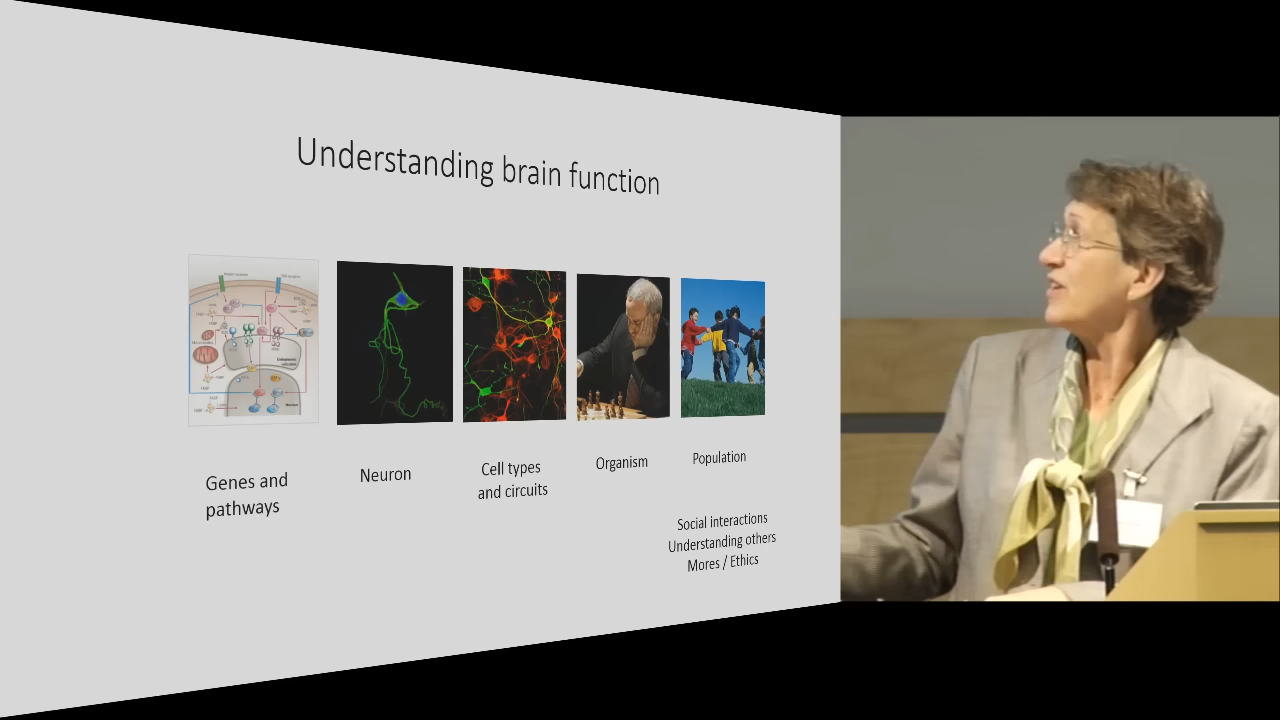 Understanding brain function
Genes and
pathways
Neuron
Cell types
and circuits
Organism
Population
Social interactions
Understanding others
Mores / Ethics